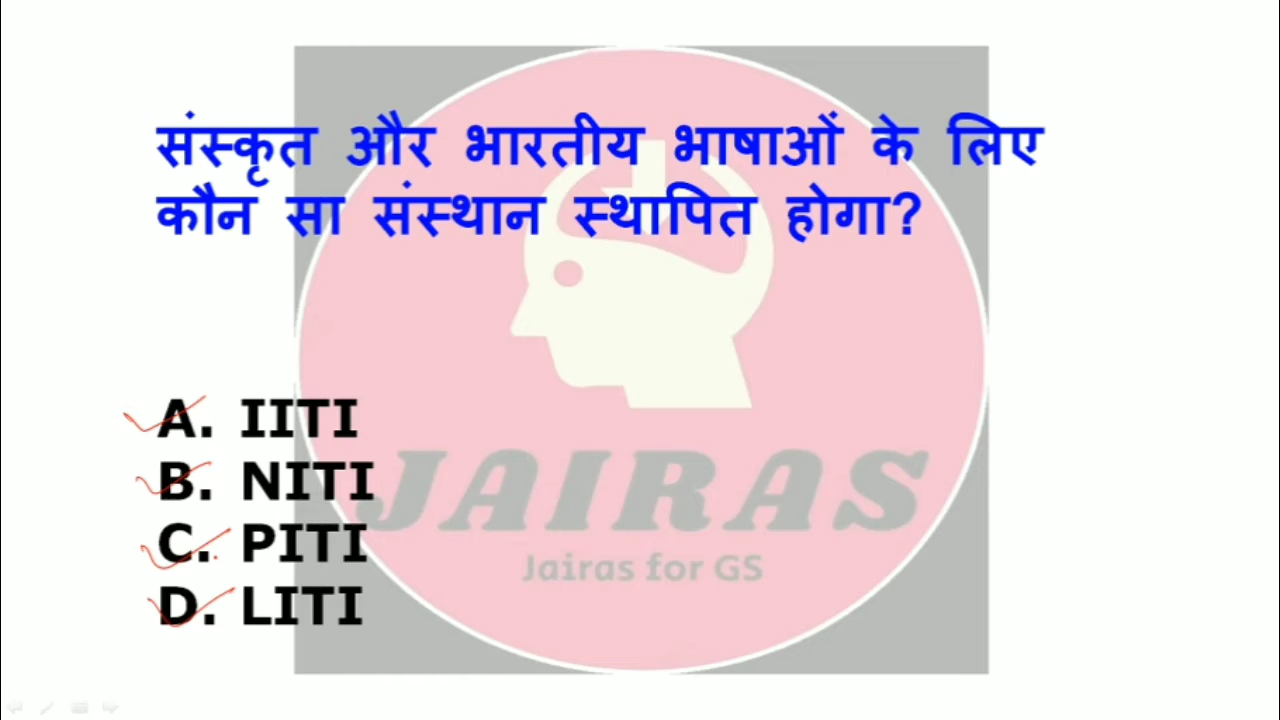 संस्कृत और भारतीय भाषाओं के लिए
कौन सा संस्थान स्थापित होगा?
A. IITI
B. NITI
C. PITI
D. LITI
JAIRAS
Jairas for GS